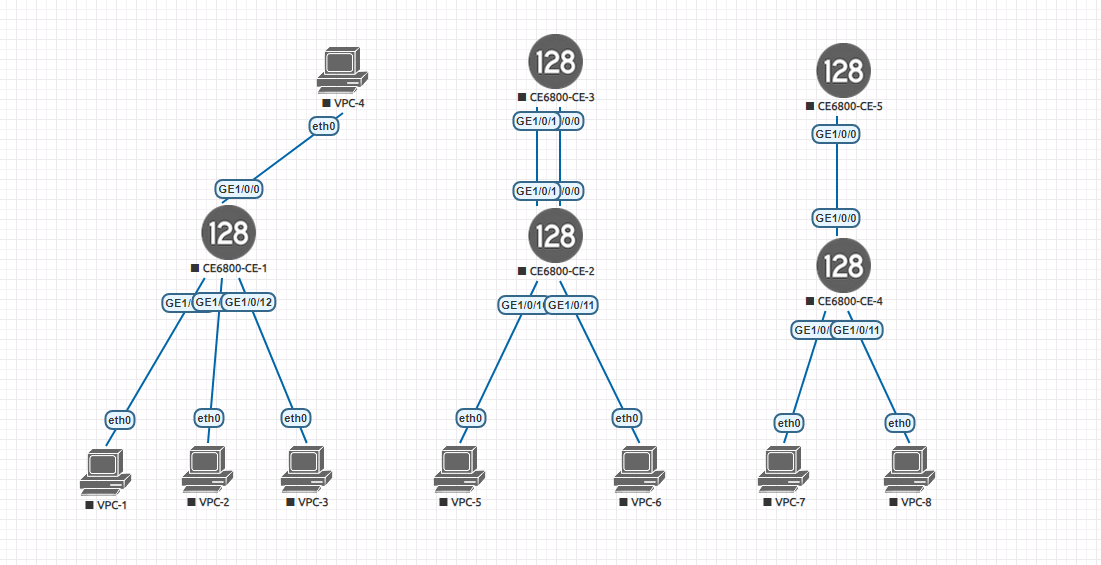 128
128
VPC-4
CE6800-CE-3
128
CE6800-CE-5
eth0
GE1/0/1
/0/0
GE1/0/0
GE1/0/0
GE1/0/1
/0/0
GE1/0/0
128
128
CE6800-CE-1
CE6800-CE-2
128
CE6800-CE-4
GE1/
GE1/
GE1/0/12
GE1/0/1
GE1/0/11
GE1/0/
GE1/0/11
eth0
eth0
eth0
eth0
eth0
eth0
eth0
VPC-1
VPC-2
VPC-3
VPC-5
VPC-6
VPC-7
VPC-8